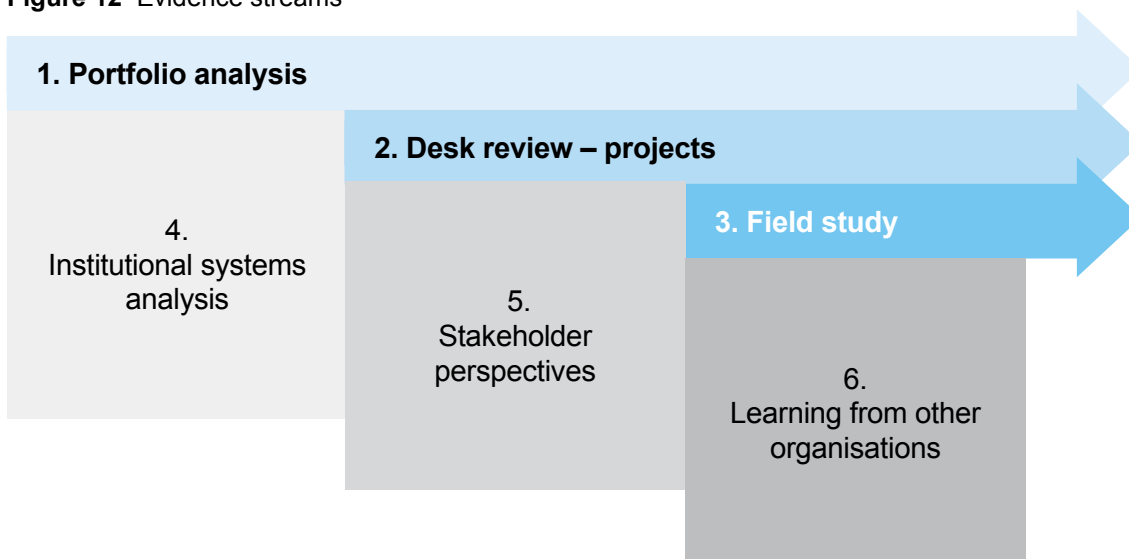 Figure 12 Evidence streams
1. Portfolio analysis
2. Desk review – projects
3. Field study
4.
Institutional systems
analysis
5.
Stakeholder
perspectives
6.
Learning from other
organisations